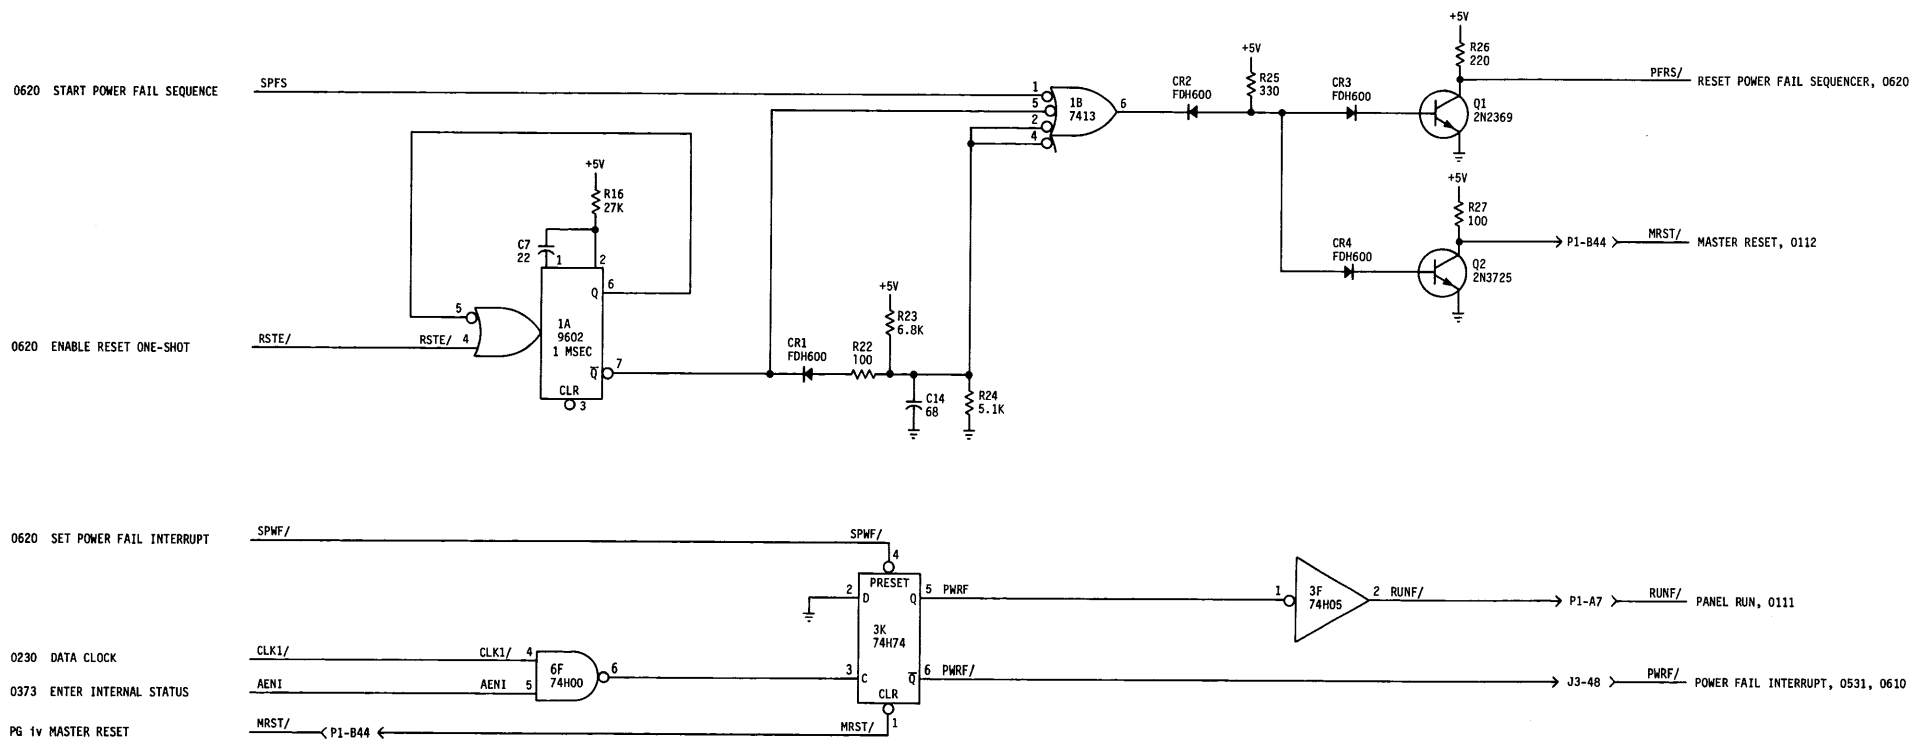 +5V
R26
220
0620 START POWER FAIL SEQUENCE
SPFS
1
5
2
4
1B
7413
6
CR2
FDH600
+5V
R25
330
CR3
FDH600
Q1
2N2369
PFRS/
RESET POWER FAIL SEQUENCER, 0620
+5V
R16
27K
C7
22
1
2
+5V
R27
100
CR4
FDH600
Q2
2N3725
P1-B44
MRST/
MASTER RESET, 0112
0620 ENABLE RESET ONE-SHOT
RSTE/
RSTE/
5
4
Q
6
1A
9602
1 MSEC
Q
7
CLR
3
CR1
FDH600
R22
100
+5V
R23
6.8K
C14
68
R24
5.1K
0620 SET POWER FAIL INTERRUPT
SPWF/
SPWF/
4
PRESET
2
D
Q
5
PWRF
3K
74H74
3
C
Q
6
PWRF/
CLR
1
1
3F
74H05
2
RUNF/
P1-A7
RUNF/
PANEL RUN, 0111
0230 DATA CLOCK
CLK1/
CLK1/
4
0373 ENTER INTERNAL STATUS
AENI
AENI
5
6F
74H00
6
J3-48
PWRF/
POWER FAIL INTERRUPT, 0531, 0610
PG 1v MASTER RESET
MRST/
P1-B44
MRST/